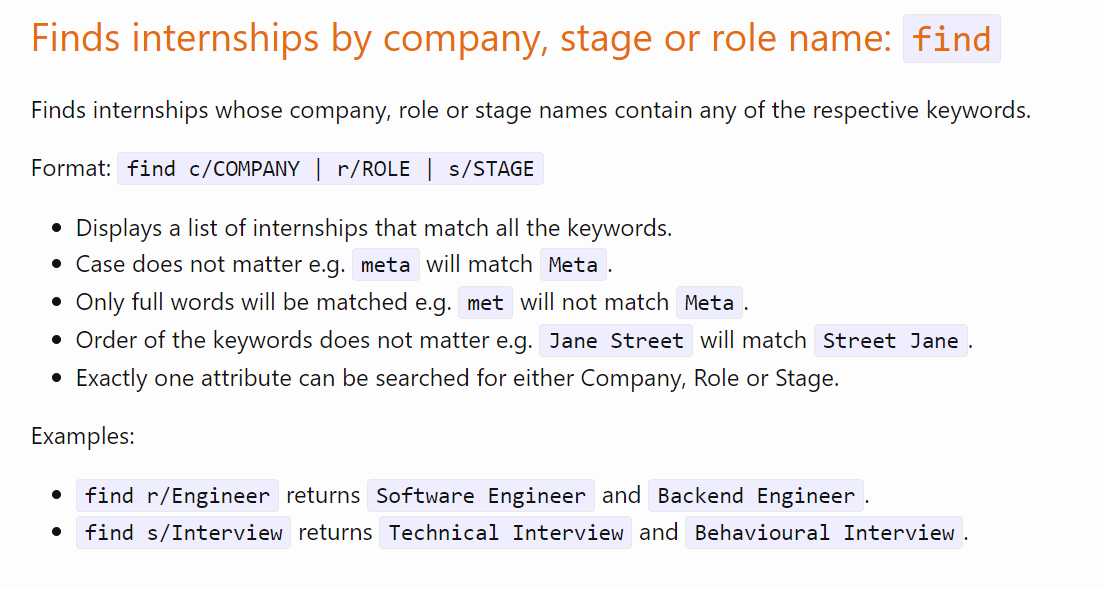 Finds internships by company, stage or role name: find
Finds internships whose company, role or stage names contain any of the respective keywords.
Format: find c/COMPANY | r/ROLE | s/STAGE
• Displays a list of internships that match all the keywords.
• Case does not matter e.g. meta will match Meta.
• Only full words will be matched e.g. met will not match Meta.
• Order of the keywords does not matter e.g. Jane Street will match Street Jane.
• Exactly one attribute can be searched for either Company, Role or Stage.
Examples:
• find r/Engineer returns Software Engineer and Backend Engineer.
• find s/Interview returns Technical Interview and Behavioural Interview.